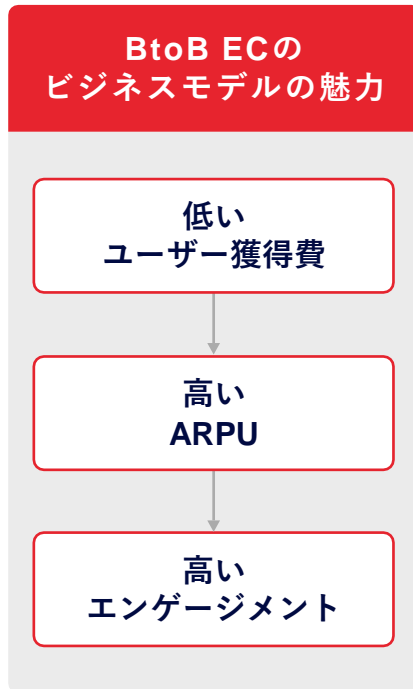 BtoB ECの
ビジネスモデルの魅力
低い
ユーザー獲得費
高い
ARPU
高い
エンゲージメント